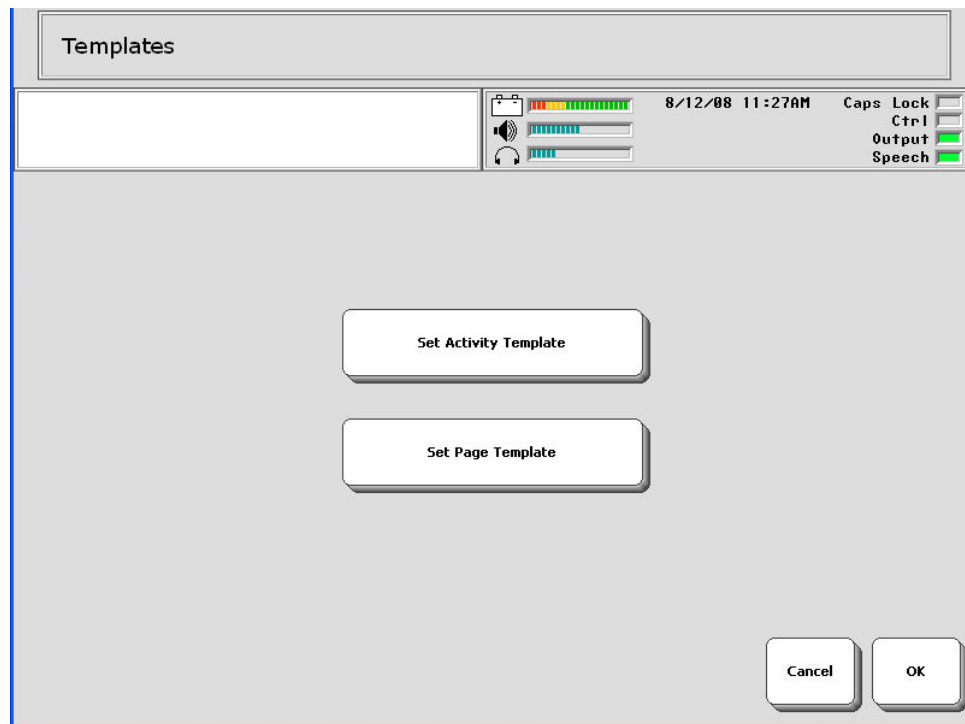 Templates
8/12/08 11:27AM
Caps Lock
Ctrl
Output
Speech
Set Activity Template
Set Page Template
Cancel
OK